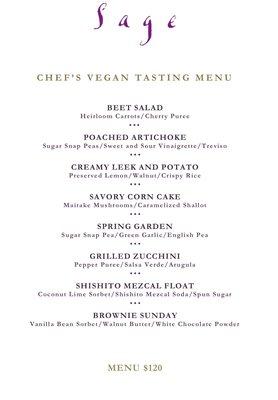 Sage
CHEF'S VEGAN TASTING MENU
BEET SALAD
Heirloom Carrots/Cherry Puree
•••
POACHED ARTICHOKE
Sugar Snap Peas/Sweet and Sour Vinaigrette/Treviso
•••
CREAMY LEEK AND POTATO
Preserved Lemon/Walnut/Crispy Rice
•••
SAVORY CORN CAKE
Maitake Mushrooms/Caramelized Shallot
•••
SPRING GARDEN
Sugar Snap Pea/Green Garlic/English Pea
•••
GRILLED ZUCCHINI
Pepper Puree/Salsa Verde/Arugula
•••
SHISHITO MEZCAL FLOAT
Coconut Lime Sorbet/Shishito Mezcal Soda/Spun Sugar
•••
BROWNIE SUNDAY
Vanilla Bean Sorbet/Walnut Butter/White Chocolate Powder
MENU $120